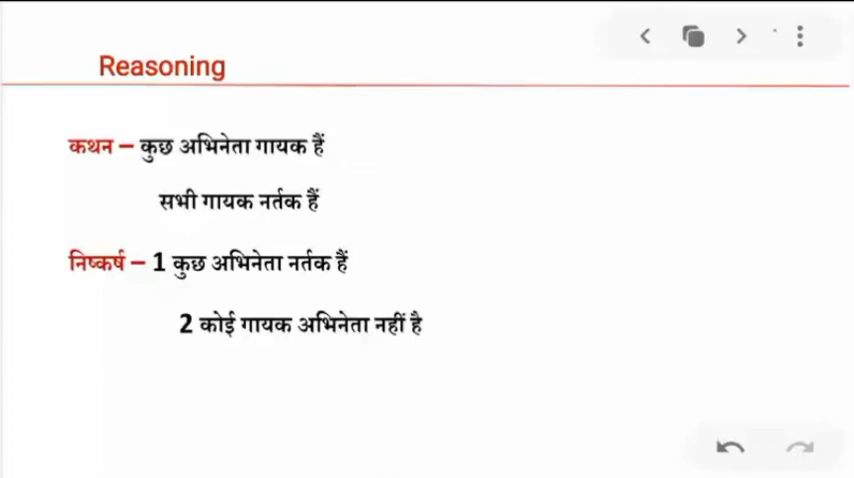 Reasoning
कथन – कुछ अभिनेता गायक हैं
सभी गायक नर्तक हैं
निष्कर्ष – 1 कुछ अभिनेता नर्तक हैं
2 कोई गायक अभिनेता नहीं है